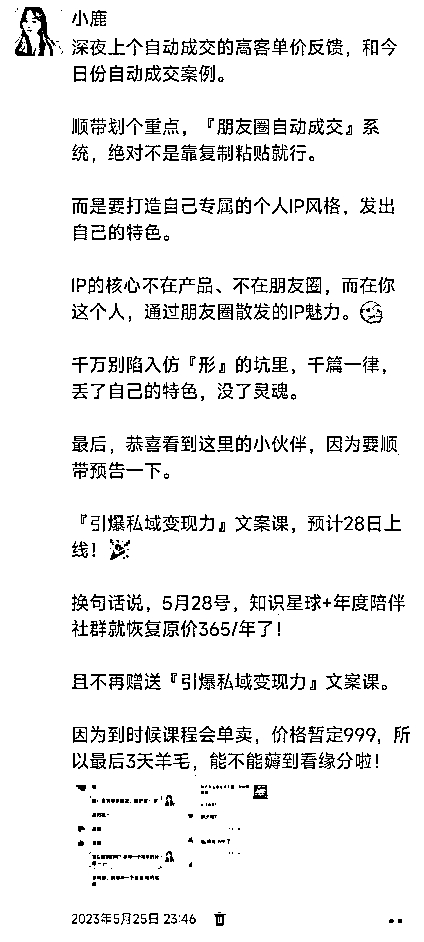 小鹿
深夜上个自动成交的高客单价反馈，和今
日份自动成交案例。
顺带划个重点，『朋友圈自动成交』系
统，绝对不是靠复制粘贴就行。
而是要打造自己专属的个人IP风格，发出
自己的特色。
IP的核心不在产品、不在朋友圈，而在你
这个人，通过朋友圈散发的IP魅力。
千万别陷入仿『形』的坑里，千篇一律，
丢了自己的特色，没了灵魂。
最后，恭喜看到这里的小伙伴，因为要顺
带预告一下。
『引爆私域变现力』文案课，预计28日上
线！
换句话说，5月28号，知识星球+年度陪伴
社群就恢复原价365/年了！
且不再赠送『引爆私域变现力』文案课。
因为到时候课程会单卖，价格暂定999，所
以最后3天羊毛，能不能薅到看缘分啦！
2023年5月25日 23:46